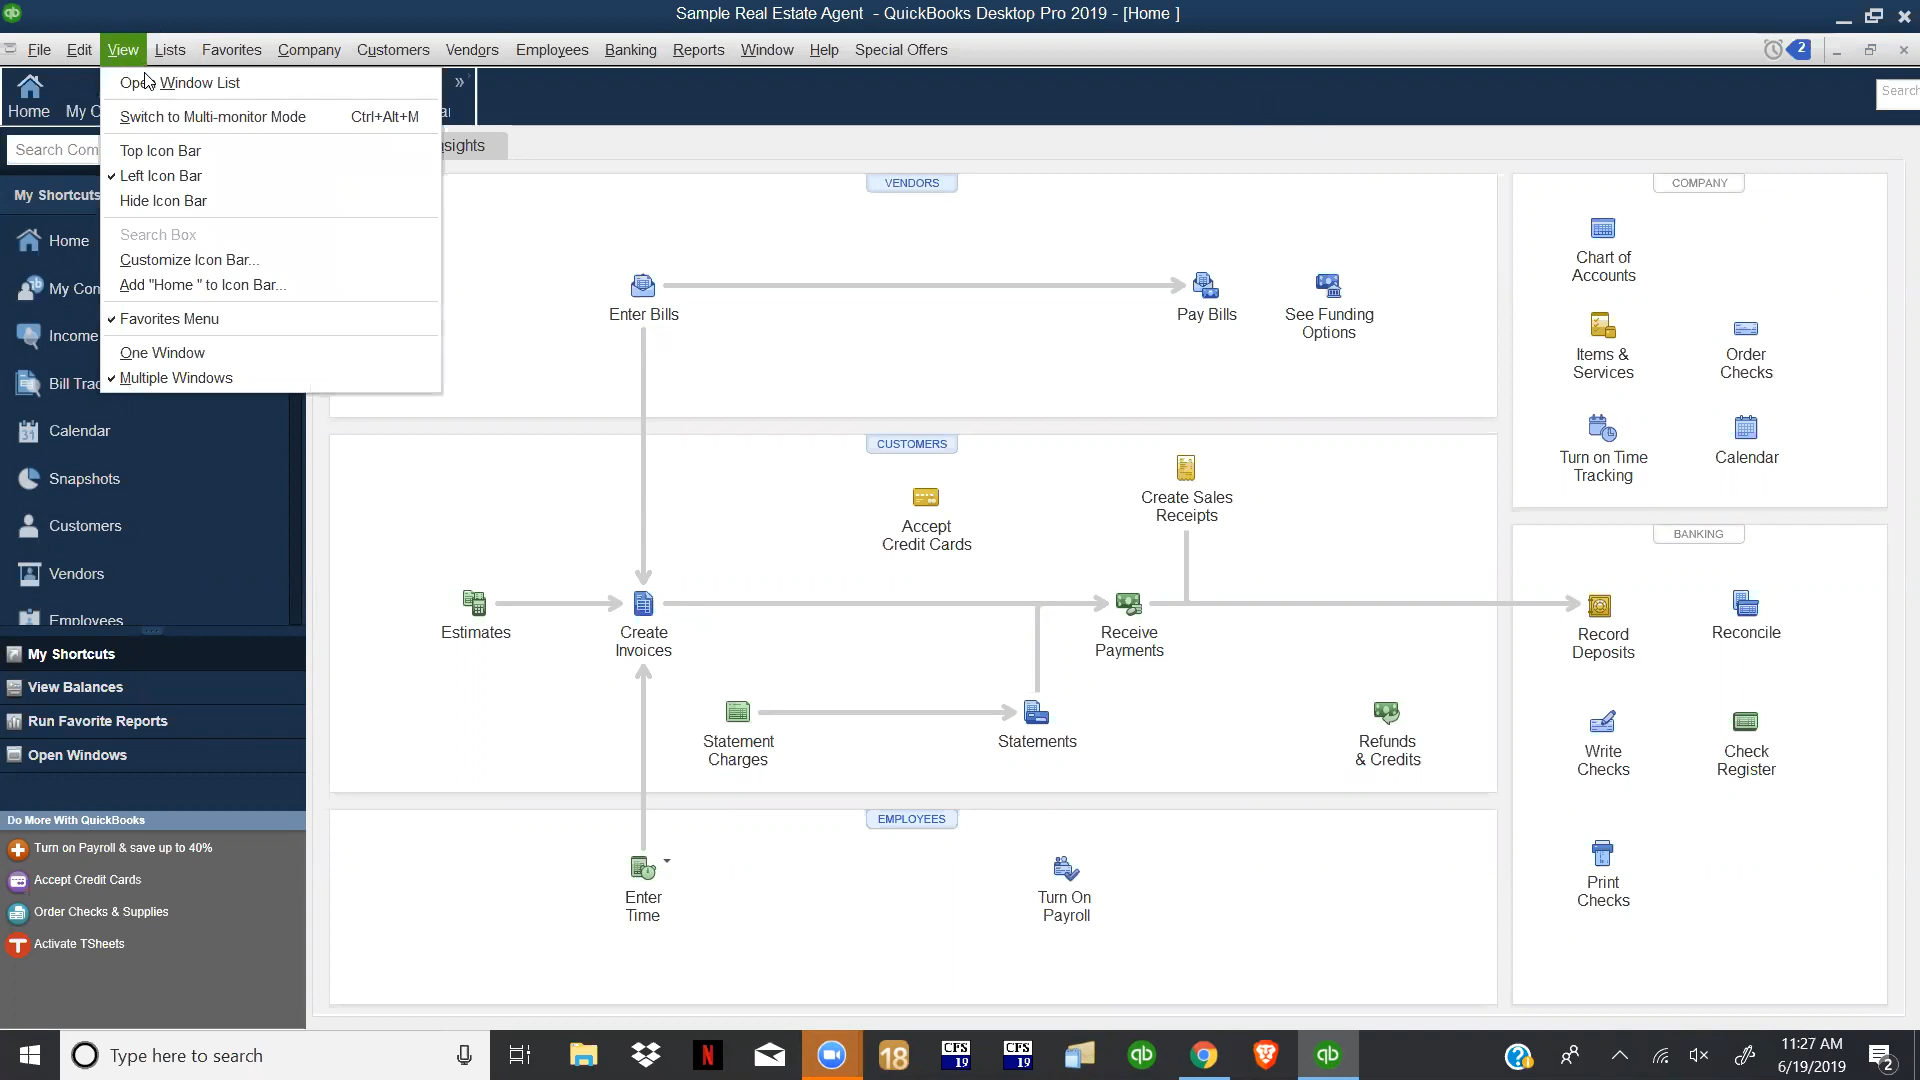 Sample Real Estate Agent - QuickBooks Desktop Pro 2019 - [Home ]
File Edit View Lists Favorites Company Customers Vendors Employees Banking Reports Window Help Special Offers
2
Open Window List
Switch to Multi-monitor Mode Ctrl+Alt+M
Top Icon Bar
Left Icon Bar
Hide Icon Bar
Search Box
Customize Icon Bar...
Add "Home " to Icon Bar...
Favorites Menu
One Window
Multiple Windows
Home My C
»
Search
Search Com
sights
My Shortcuts
Home
My Com
Income
Bill Trac
Calendar
Snapshots
Customers
Vendors
Employees
My Shortcuts
View Balances
Run Favorite Reports
Open Windows
Do More With QuickBooks
Turn on Payroll & save up to 40%
Accept Credit Cards
Order Checks & Supplies
Activate TSheets
VENDORS
Enter Bills
Pay Bills
See Funding
Options
CUSTOMERS
Accept
Credit Cards
Create Sales
Receipts
Estimates
Create
Invoices
Receive
Payments
Statement
Charges
Statements
Refunds
& Credits
EMPLOYEES
Enter
Time
Turn On
Payroll
COMPANY
Chart of
Accounts
Items &
Services
Order
Checks
Turn on Time
Tracking
Calendar
BANKING
Record
Deposits
Reconcile
Write
Checks
Check
Register
Print
Checks
Type here to search
18
CFS
19
CFS
19
11:27 AM
6/19/2019
2